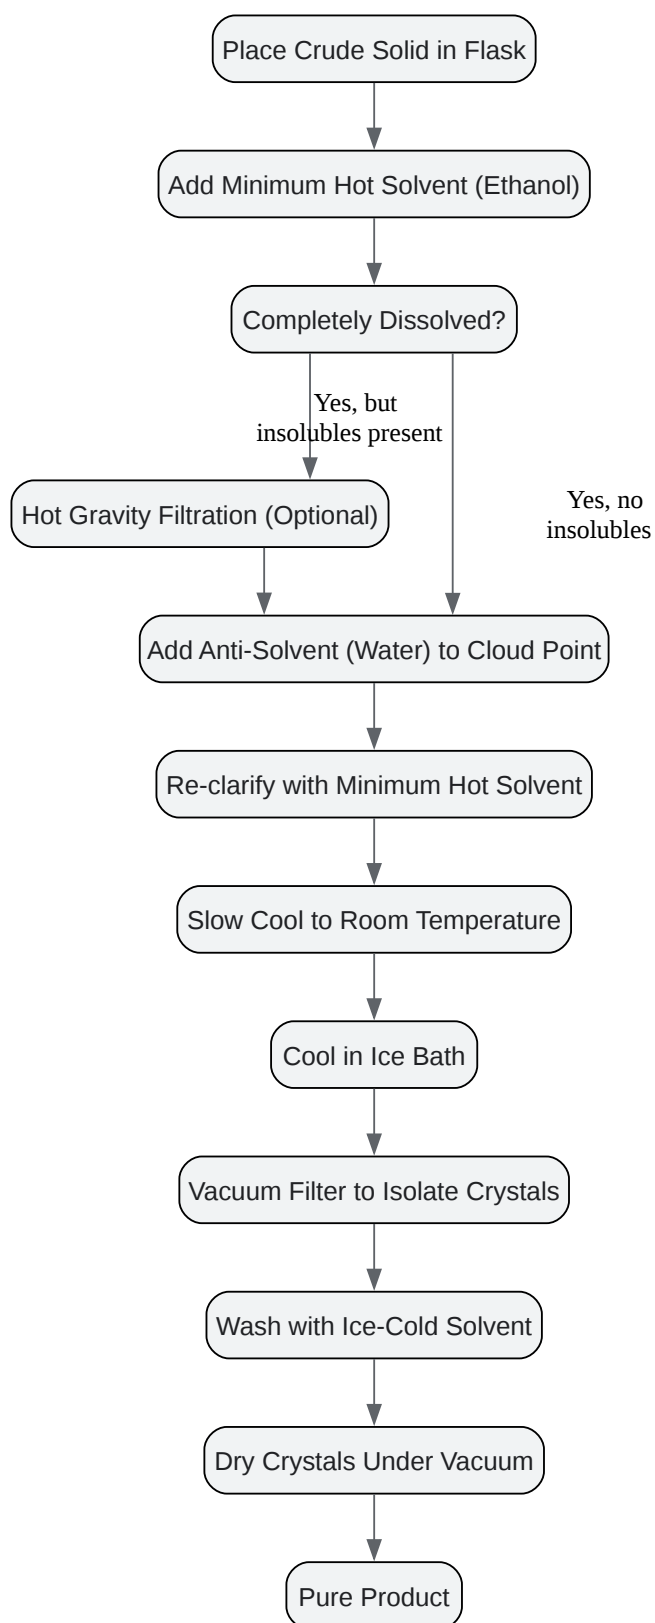 Place Crude Solid in Flask
Add Minimum Hot Solvent (Ethanol)
Completely Dissolved?
Yes, but
insolubles present
Yes, no
insolubles
Hot Gravity Filtration (Optional)
Add Anti-Solvent (Water) to Cloud Point
Re-clarify with Minimum Hot Solvent
Slow Cool to Room Temperature
Cool in Ice Bath
Vacuum Filter to Isolate Crystals
Wash with Ice-Cold Solvent
Dry Crystals Under Vacuum
Pure Product